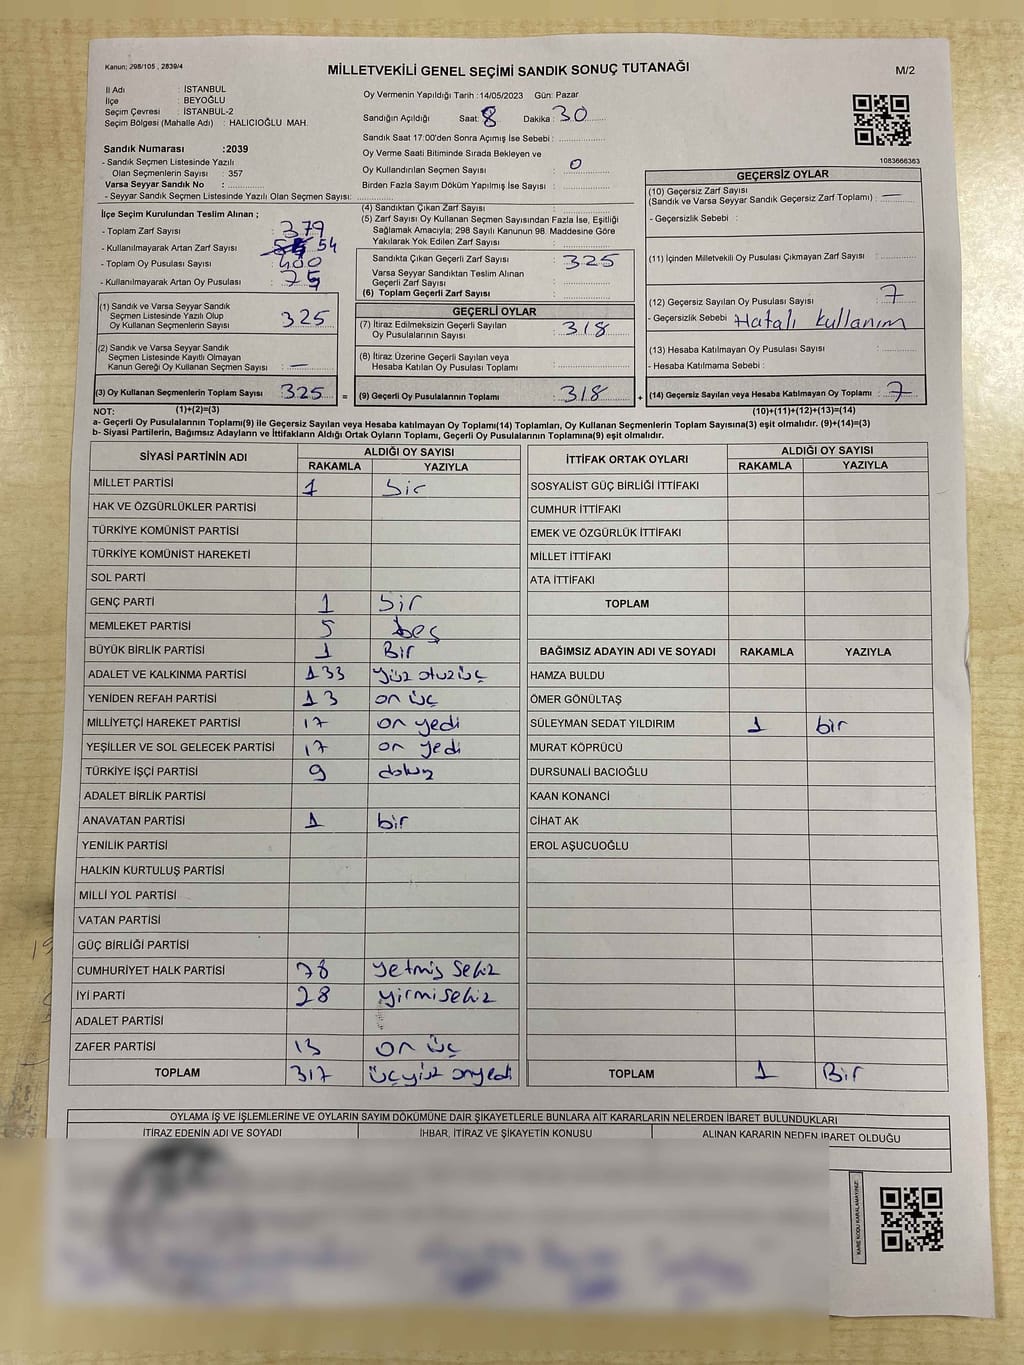 Kanun; 298/105 , 2839/4
MİLLETVEKİLİ GENEL SEÇİMİ SANDIK SONUÇ TUTANAĞI
M/2
İl Adı : İSTANBUL
İlçe : BEYOĞLU
Seçim Çevresi : İSTANBUL-2
Seçim Bölgesi (Mahalle Adı) : HALICIOĞLU MAH.
Sandık Numarası :2039
- Sandık Seçmen Listesinde Yazılı
Olan Seçmenlerin Sayısı : 357
Varsa Seyyar Sandık No :
- Seyyar Sandık Seçmen Listesinde Yazılı Olan Seçmen Sayısı:
Oy Vermenin Yapıldığı Tarih :14/05/2023 Gün: Pazar
Sandığın Açıldığı Saat: 8 Dakika : 30
Sandık Saat 17:00'den Sonra Açımış İse Sebebi :
Oy Verme Saati Bitiminde Sırada Bekleyen ve
Oy Kullandırılan Seçmen Sayısı : 0
Birden Fazla Sayım Döküm Yapılmış İse Sayısı :
1083666363
İlçe Seçim Kurulundan Teslim Alınan ;
- Toplam Zarf Sayısı : 379
- Kullanılmayarak Artan Zarf Sayısı : 54
- Toplam Oy Pusulası Sayısı : 400
- Kullanılmayarak Artan Oy Pusulası : 75
(1) Sandık ve Varsa Seyyar Sandık
Seçmen Listesinde Yazılı Olup
Oy Kullanan Seçmenlerin Sayısı : 325
(2) Sandık ve Varsa Seyyar Sandık
Seçmen Listesinde Kayıtlı Olmayan
Kanun Gereği Oy Kullanan Seçmen Sayısı : —
(3) Oy Kullanan Seçmenlerin Toplam Sayısı : 325 =
(1)+(2)=(3)
(4) Sandıktan Çıkan Zarf Sayısı :
(5) Zarf Sayısı Oy Kullanan Seçmen Sayısından Fazla İse, Eşitliği
Sağlamak Amacıyla; 298 Sayılı Kanunun 98. Maddesine Göre
Yakılarak Yok Edilen Zarf Sayısı :
Sandıkta Çıkan Geçerli Zarf Sayısı : 325
Varsa Seyyar Sandıktan Teslim Alınan
Geçerli Zarf Sayısı :
(6) Toplam Geçerli Zarf Sayısı :
GEÇERLİ OYLAR
(7) İtiraz Edilmeksizin Geçerli Sayılan
Oy Pusulalarının Sayısı : 318
(8) İtiraz Üzerine Geçerli Sayılan veya
Hesaba Katılan Oy Pusulası Toplamı :
(9) Geçerli Oy Pusulalarının Toplamı : 318 +
GEÇERSİZ OYLAR
(10) Geçersiz Zarf Sayısı
(Sandık ve Varsa Seyyar Sandık Geçersiz Zarf Toplamı) : —
- Geçersizlik Sebebi :
(11) İçinden Milletvekili Oy Pusulası Çıkmayan Zarf Sayısı :
(12) Geçersiz Sayılan Oy Pusulası Sayısı : 7
- Geçersizlik Sebebi : Hatalı kullanım
(13) Hesaba Katılmayan Oy Pusulası Sayısı :
- Hesaba Katılmama Sebebi :
(14) Geçersiz Sayılan veya Hesaba Katılmayan Oy Toplamı : 7
(10)+(11)+(12)+(13)=(14)
NOT:
a- Geçerli Oy Pusulalarının Toplamı(9) ile Geçersiz Sayılan veya Hesaba katılmayan Oy Toplamı(14) Toplamları, Oy Kullanan Seçmenlerin Toplam Sayısına(3) eşit olmalıdır. (9)+(14)=(3)
b- Siyasi Partilerin, Bağımsız Adayların ve İttifakların Aldığı Ortak Oyların Toplamı, Geçerli Oy Pusulalarının Toplamına(9) eşit olmalıdır.
SİYASİ PARTİNİN ADI
ALDIĞI OY SAYISI
RAKAMLA YAZIYLA
MİLLET PARTİSİ 1 bir
HAK VE ÖZGÜRLÜKLER PARTİSİ
TÜRKİYE KOMÜNİST PARTİSİ
TÜRKİYE KOMÜNİST HAREKETİ
SOL PARTİ
GENÇ PARTİ 1 bir
MEMLEKET PARTİSİ 5 beş
BÜYÜK BİRLİK PARTİSİ 1 Bir
ADALET VE KALKINMA PARTİSİ 133 yüz otuz üç
YENİDEN REFAH PARTİSİ 13 on üç
MİLLİYETÇİ HAREKET PARTİSİ 17 on yedi
YEŞİLLER VE SOL GELECEK PARTİSİ 17 on yedi
TÜRKİYE İŞÇİ PARTİSİ 9 dokuz
ADALET BİRLİK PARTİSİ
ANAVATAN PARTİSİ 1 bir
YENİLİK PARTİSİ
HALKIN KURTULUŞ PARTİSİ
MİLLİ YOL PARTİSİ
VATAN PARTİSİ
GÜÇ BİRLİĞİ PARTİSİ
CUMHURİYET HALK PARTİSİ 78 yetmiş sekiz
İYİ PARTİ 28 yirmi sekiz
ADALET PARTİSİ
ZAFER PARTİSİ 13 on üç
TOPLAM 317 üçyüz onyedi
İTTİFAK ORTAK OYLARI
ALDIĞI OY SAYISI
RAKAMLA YAZIYLA
SOSYALİST GÜÇ BİRLİĞİ İTTİFAKI
CUMHUR İTTİFAKI
EMEK VE ÖZGÜRLÜK İTTİFAKI
MİLLET İTTİFAKI
ATA İTTİFAKI
TOPLAM
BAĞIMSIZ ADAYIN ADI VE SOYADI RAKAMLA YAZIYLA
HAMZA BULDU
ÖMER GÖNÜLTAŞ
SÜLEYMAN SEDAT YILDIRIM 1 bir
MURAT KÖPRÜCÜ
DURSUNALİ BACIOĞLU
KAAN KONANCİ
CİHAT AK
EROL AŞUCUOĞLU
TOPLAM 1 Bir
OYLAMA İŞ VE İŞLEMLERİNE VE OYLARIN SAYIM DÖKÜMÜNE DAİR ŞİKAYETLERLE BUNLARA AİT KARARLARIN NELERDEN İBARET BULUNDUKLARI
İTİRAZ EDENİN ADI VE SOYADI İHBAR, İTİRAZ VE ŞİKAYETİN KONUSU ALINAN KARARIN NEDEN İBARET OLDUĞU
KARE KODU KARALAMAYINIZ!